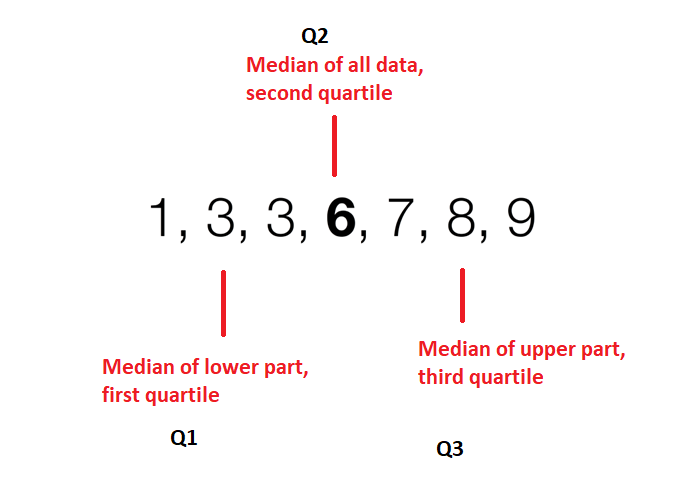 Q2
Median of all data,
second quartile
1, 3, 3, 6, 7, 8, 9
Median of lower part,
first quartile
Q1
Median of upper part,
third quartile
Q3